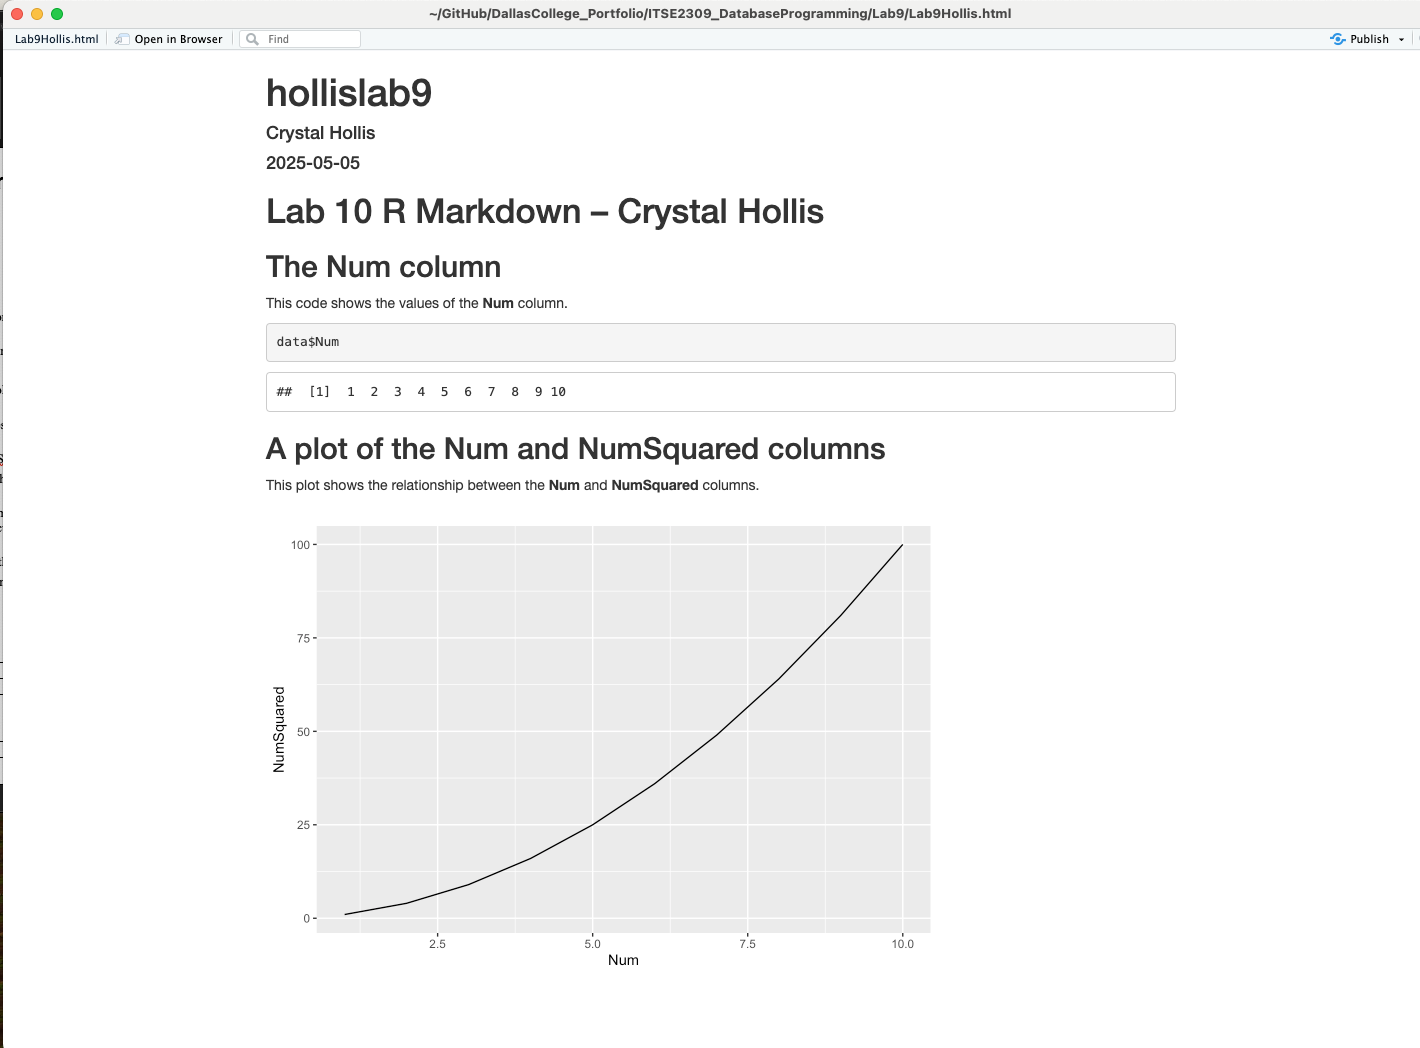 ~/GitHub/DallasCollege_Portfolio/ITSE2309_DatabaseProgramming/Lab9/Lab9Hollis.html
Lab9Hollis.html Open in Browser Find Publish
hollislab9
Crystal Hollis
2025-05-05
Lab 10 R Markdown – Crystal Hollis
The Num column
This code shows the values of the Num column.
data$Num
##  [1]  1  2  3  4  5  6  7  8  9 10
A plot of the Num and NumSquared columns
This plot shows the relationship between the Num and NumSquared columns.
100
75
50
25
0
NumSquared
2.5 5.0 7.5 10.0
Num